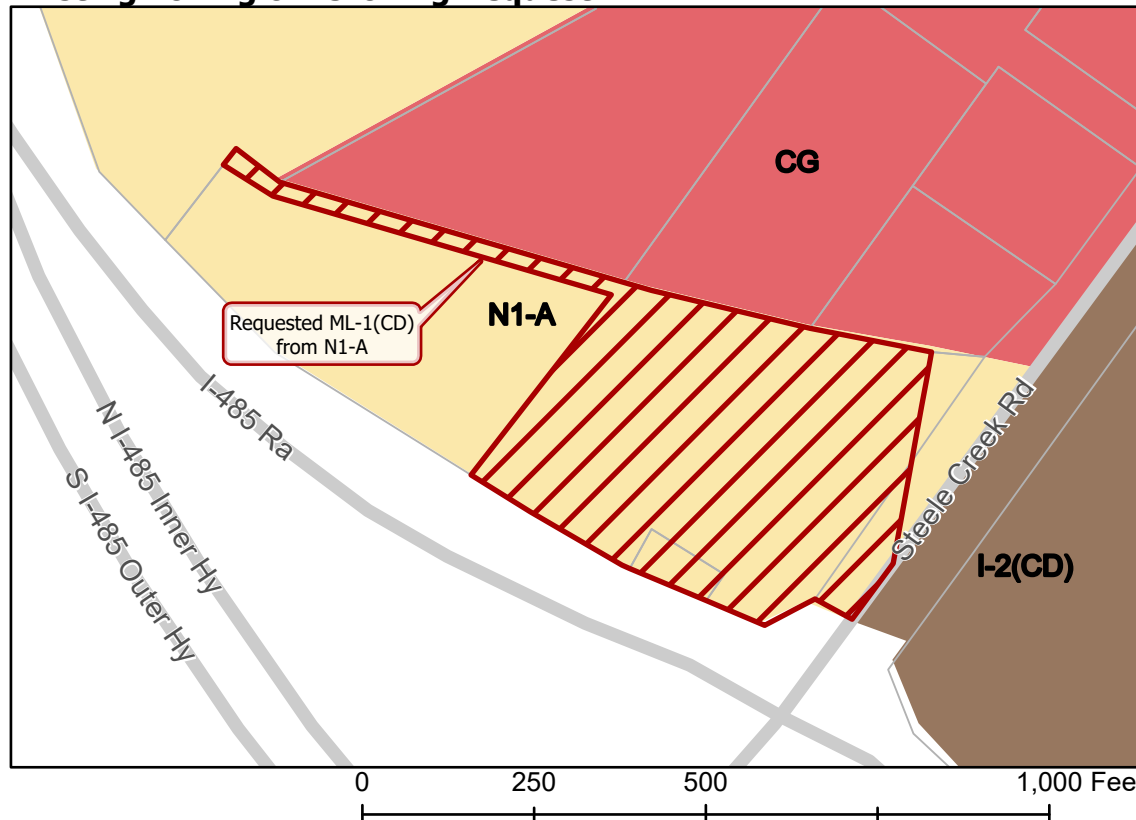 CG
N1-A
Requested ML-1(CD)
from N1-A
I-485 Ra
N I-485 Inner Hy
S I-485 Outer Hy
Steele Creek Rd
I-2(CD)
0 250 500 1,000 Fee